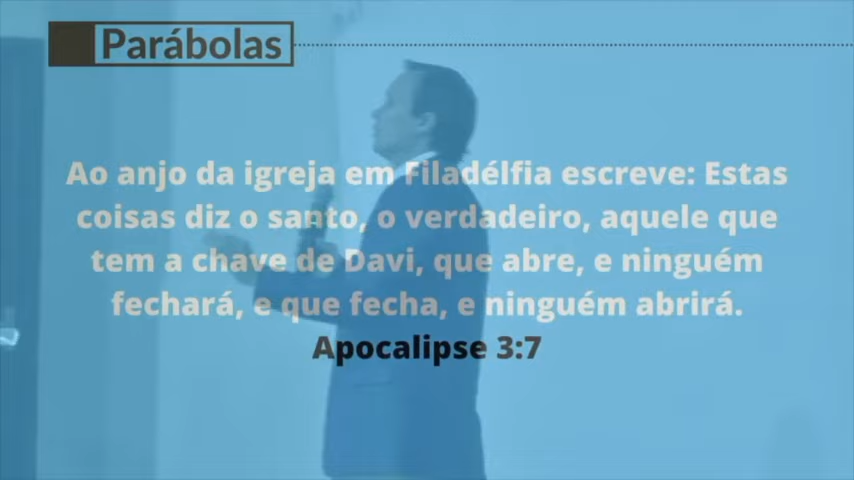 Parábolas
Ao anjo da igreja em Filadélfia escreve: Estas
coisas diz o santo, o verdadeiro, aquele que
tem a chave de Davi, que abre, e ninguém
fechará, e que fecha, e ninguém abrirá.
Apocalipse 3:7